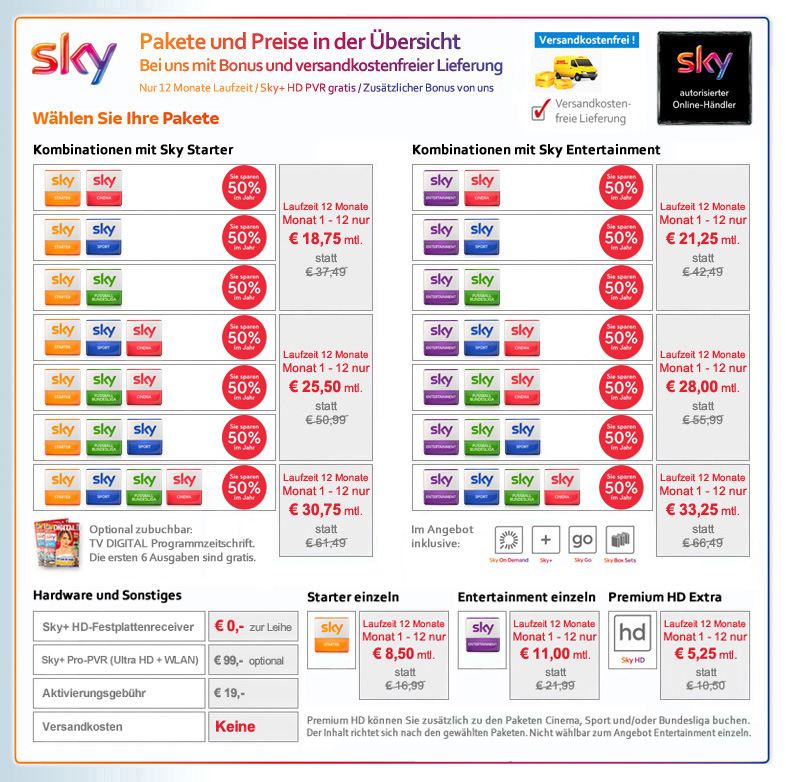 sky
Pakete und Preise in der Übersicht
Bei uns mit Bonus und versandkostenfreier Lieferung
Nur 12 Monate Laufzeit / Sky+ HD PVR gratis / Zusätzlicher Bonus von uns
Versandkostenfrei !
Versandkosten-
freie Lieferung
sky
autorisierter
Online-Händler
Wählen Sie Ihre Pakete
Kombinationen mit Sky Starter
sky STARTER sky CINEMA Sie sparen 50% im Jahr
sky STARTER sky SPORT Sie sparen 50% im Jahr
sky STARTER sky FUSSBALL BUNDESLIGA Sie sparen 50% im Jahr
Laufzeit 12 Monate
Monat 1 - 12 nur
€ 18,75 mtl.
statt
€ 37,49
sky STARTER sky SPORT sky CINEMA Sie sparen 50% im Jahr
sky STARTER sky FUSSBALL BUNDESLIGA sky CINEMA Sie sparen 50% im Jahr
sky STARTER sky FUSSBALL BUNDESLIGA sky SPORT Sie sparen 50% im Jahr
Laufzeit 12 Monate
Monat 1 - 12 nur
€ 25,50 mtl.
statt
€ 50,99
sky STARTER sky SPORT sky FUSSBALL BUNDESLIGA sky CINEMA Sie sparen 50% im Jahr
Laufzeit 12 Monate
Monat 1 - 12 nur
€ 30,75 mtl.
statt
€ 61,49
DIGITAL
Optional zubuchbar:
TV DIGITAL Programmzeitschrift.
Die ersten 6 Ausgaben sind gratis.
Kombinationen mit Sky Entertainment
sky ENTERTAINMENT sky CINEMA Sie sparen 50% im Jahr
sky ENTERTAINMENT sky SPORT Sie sparen 50% im Jahr
sky ENTERTAINMENT sky FUSSBALL BUNDESLIGA Sie sparen 50% im Jahr
Laufzeit 12 Monate
Monat 1 - 12 nur
€ 21,25 mtl.
statt
€ 42,49
sky ENTERTAINMENT sky SPORT sky CINEMA Sie sparen 50% im Jahr
sky ENTERTAINMENT sky FUSSBALL BUNDESLIGA sky CINEMA Sie sparen 50% im Jahr
sky ENTERTAINMENT sky FUSSBALL BUNDESLIGA sky SPORT Sie sparen 50% im Jahr
Laufzeit 12 Monate
Monat 1 - 12 nur
€ 28,00 mtl.
statt
€ 55,99
sky ENTERTAINMENT sky SPORT sky FUSSBALL BUNDESLIGA sky CINEMA Sie sparen 50% im Jahr
Laufzeit 12 Monate
Monat 1 - 12 nur
€ 33,25 mtl.
statt
€ 66,49
Im Angebot
inklusive:
Sky On Demand
+ Sky+
go Sky Go
Sky Box Sets
Hardware und Sonstiges
Sky+ HD-Festplattenreceiver € 0,- zur Leihe
Sky+ Pro-PVR (Ultra HD + WLAN) € 99,- optional
Aktivierungsgebühr € 19,-
Versandkosten Keine
Starter einzeln
sky STARTER
Laufzeit 12 Monate
Monat 1 - 12 nur
€ 8,50 mtl.
statt
€ 16,99
Entertainment einzeln
sky ENTERTAINMENT
Laufzeit 12 Monate
Monat 1 - 12 nur
€ 11,00 mtl.
statt
€ 21,99
Premium HD Extra
hd
Sky HD
Laufzeit 12 Monate
Monat 1 - 12 nur
€ 5,25 mtl.
statt
€ 10,50
Premium HD können Sie zusätzlich zu den Paketen Cinema, Sport und/oder Bundesliga buchen.
Der Inhalt richtet sich nach den gewählten Paketen. Nicht wählbar zum Angebot Entertainment einzeln.